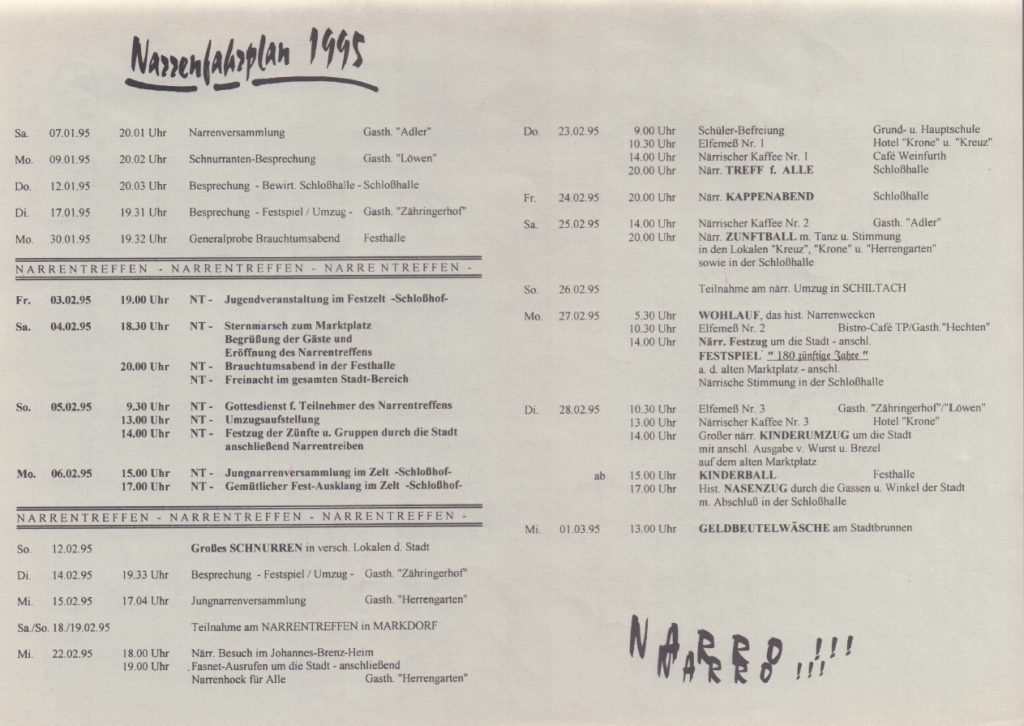 Narrenfahrplan 1995
Sa. 07.01.95 20.01 Uhr Narrenversammlung Gasth. "Adler"
Mo. 09.01.95 20.02 Uhr Schnurranten-Besprechung Gasth. "Löwen"
Do. 12.01.95 20.03 Uhr Besprechung - Bewirt. Schloßhalle - Schloßhalle
Di. 17.01.95 19.31 Uhr Besprechung - Festspiel / Umzug - Gasth. "Zähringerhof"
Mo. 30.01.95 19.32 Uhr Generalprobe Brauchtumsabend Festhalle
NARRENTREFFEN - NARRENTREFFEN - NARRENTREFFEN -
Fr. 03.02.95 19.00 Uhr NT - Jugendveranstaltung im Festzelt -Schloßhof-
Sa. 04.02.95 18.30 Uhr NT - Sternmarsch zum Marktplatz
Begrüßung der Gäste und
Eröffnung des Narrentreffens
20.00 Uhr NT - Brauchtumsabend in der Festhalle
NT - Freinacht im gesamten Stadt-Bereich
So. 05.02.95 9.30 Uhr NT - Gottesdienst f. Teilnehmer des Narrentreffens
13.00 Uhr NT - Umzugsaufstellung
14.00 Uhr NT - Festzug der Zünfte u. Gruppen durch die Stadt
anschließend Narrentreiben
Mo. 06.02.95 15.00 Uhr NT - Jungnarrenversammlung im Zelt -Schloßhof-
17.00 Uhr NT - Gemütlicher Fest-Ausklang im Zelt -Schloßhof-
NARRENTREFFEN - NARRENTREFFEN - NARRENTREFFEN -
So. 12.02.95 Großes SCHNURREN in versch. Lokalen d. Stadt
Di. 14.02.95 19.33 Uhr Besprechung - Festspiel / Umzug - Gasth. "Zähringerhof"
Mi. 15.02.95 17.04 Uhr Jungnarrenversammlung Gasth. "Herrengarten"
Sa./So. 18./19.02.95 Teilnahme am NARRENTREFFEN in MARKDORF
Mi. 22.02.95 18.00 Uhr Närr. Besuch im Johannes-Brenz-Heim
19.00 Uhr Fasnet-Ausrufen um die Stadt - anschließend
Narrenhock für Alle Gasth. "Herrengarten"
Do. 23.02.95 9.00 Uhr Schüler-Befreiung Grund- u. Hauptschule
10.30 Uhr Elfemeß Nr. 1 Hotel "Krone" u. "Kreuz"
14.00 Uhr Närrischer Kaffee Nr. 1 Café Weinfurth
20.00 Uhr Närr. TREFF f. ALLE Schloßhalle
Fr. 24.02.95 20.00 Uhr Närr. KAPPENABEND Schloßhalle
Sa. 25.02.95 14.00 Uhr Närrischer Kaffee Nr. 2 Gasth. "Adler"
20.00 Uhr Närr. ZUNFTBALL m. Tanz u. Stimmung
in den Lokalen "Kreuz", "Krone" u. "Herrengarten"
sowie in der Schloßhalle
So. 26.02.95 Teilnahme am närr. Umzug in SCHILTACH
Mo. 27.02.95 5.30 Uhr WOHLAUF, das hist. Narrenwecken
10.30 Uhr Elfemeß Nr. 2 Bistro-Café TP/Gasth."Hechten"
14.00 Uhr Närr. Festzug um die Stadt - anschl.
FESTSPIEL " 180 zünftige Jahre "
a. d. alten Marktplatz - anschl.
Närrische Stimmung in der Schloßhalle
Di. 28.02.95 10.30 Uhr Elfemeß Nr. 3 Gasth. "Zähringerhof"/"Löwen"
13.00 Uhr Närrischer Kaffee Nr. 3 Hotel "Krone"
14.00 Uhr Großer närr. KINDERUMZUG um die Stadt
mit anschl. Ausgabe v. Wurst u. Brezel
auf dem alten Marktplatz
ab 15.00 Uhr KINDERBALL Festhalle
17.00 Uhr Hist. NASENZUG durch die Gassen u. Winkel der Stadt
m. Abschluß in der Schloßhalle
Mi. 01.03.95 13.00 Uhr GELDBEUTELWÄSCHE am Stadtbrunnen
NARRO !!!
NARRO !!!